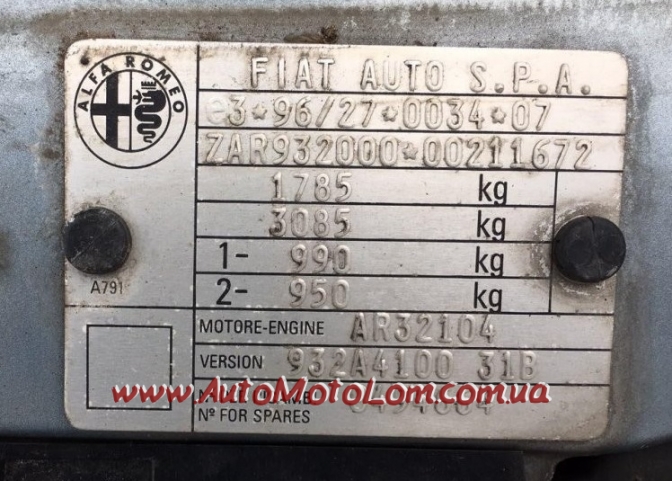 ALFA ROMEO
FIAT AUTO S.P.A.
e3*96/27*0034*07
ZAR932000*00211672
1785 kg
3085 kg
1- 990 kg
2- 950 kg
A791
MOTORE-ENGINE AR32104
VERSION 932A4100 31B
www.AutoMotoLom.com.ua
Nº FOR SPARES